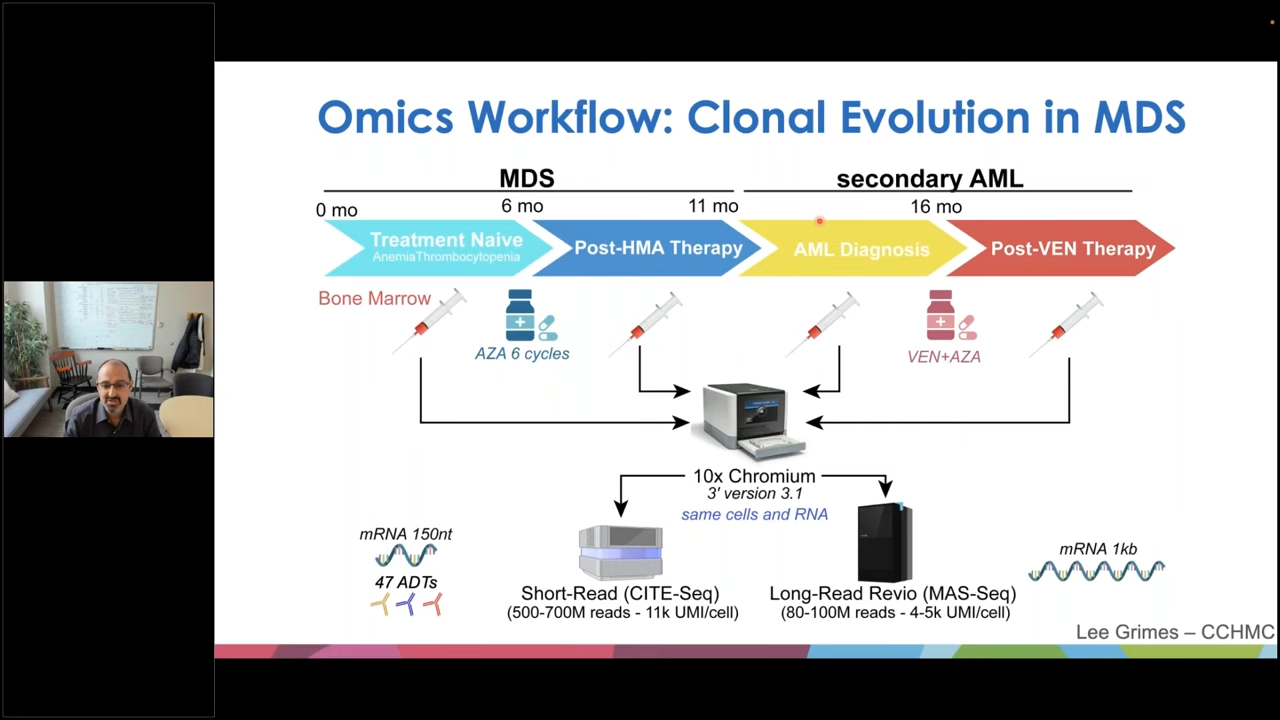 Omics Workflow: Clonal Evolution in MDS
MDS
secondary AML
0 mo
6 mo
11 mo
16 mo
Treatment Naive
AnemiaThrombocytopenia
Post-HMA Therapy
AML Diagnosis
Post-VEN Therapy
Bone Marrow
AZA 6 cycles
VEN+AZA
10x Chromium
3' version 3.1
same cells and RNA
mRNA 150nt
47 ADTs
Short-Read (CITE-Seq)
(500-700M reads - 11k UMI/cell)
Long-Read Revio (MAS-Seq)
(80-100M reads - 4-5k UMI/cell)
mRNA 1kb
Lee Grimes – CCHMC